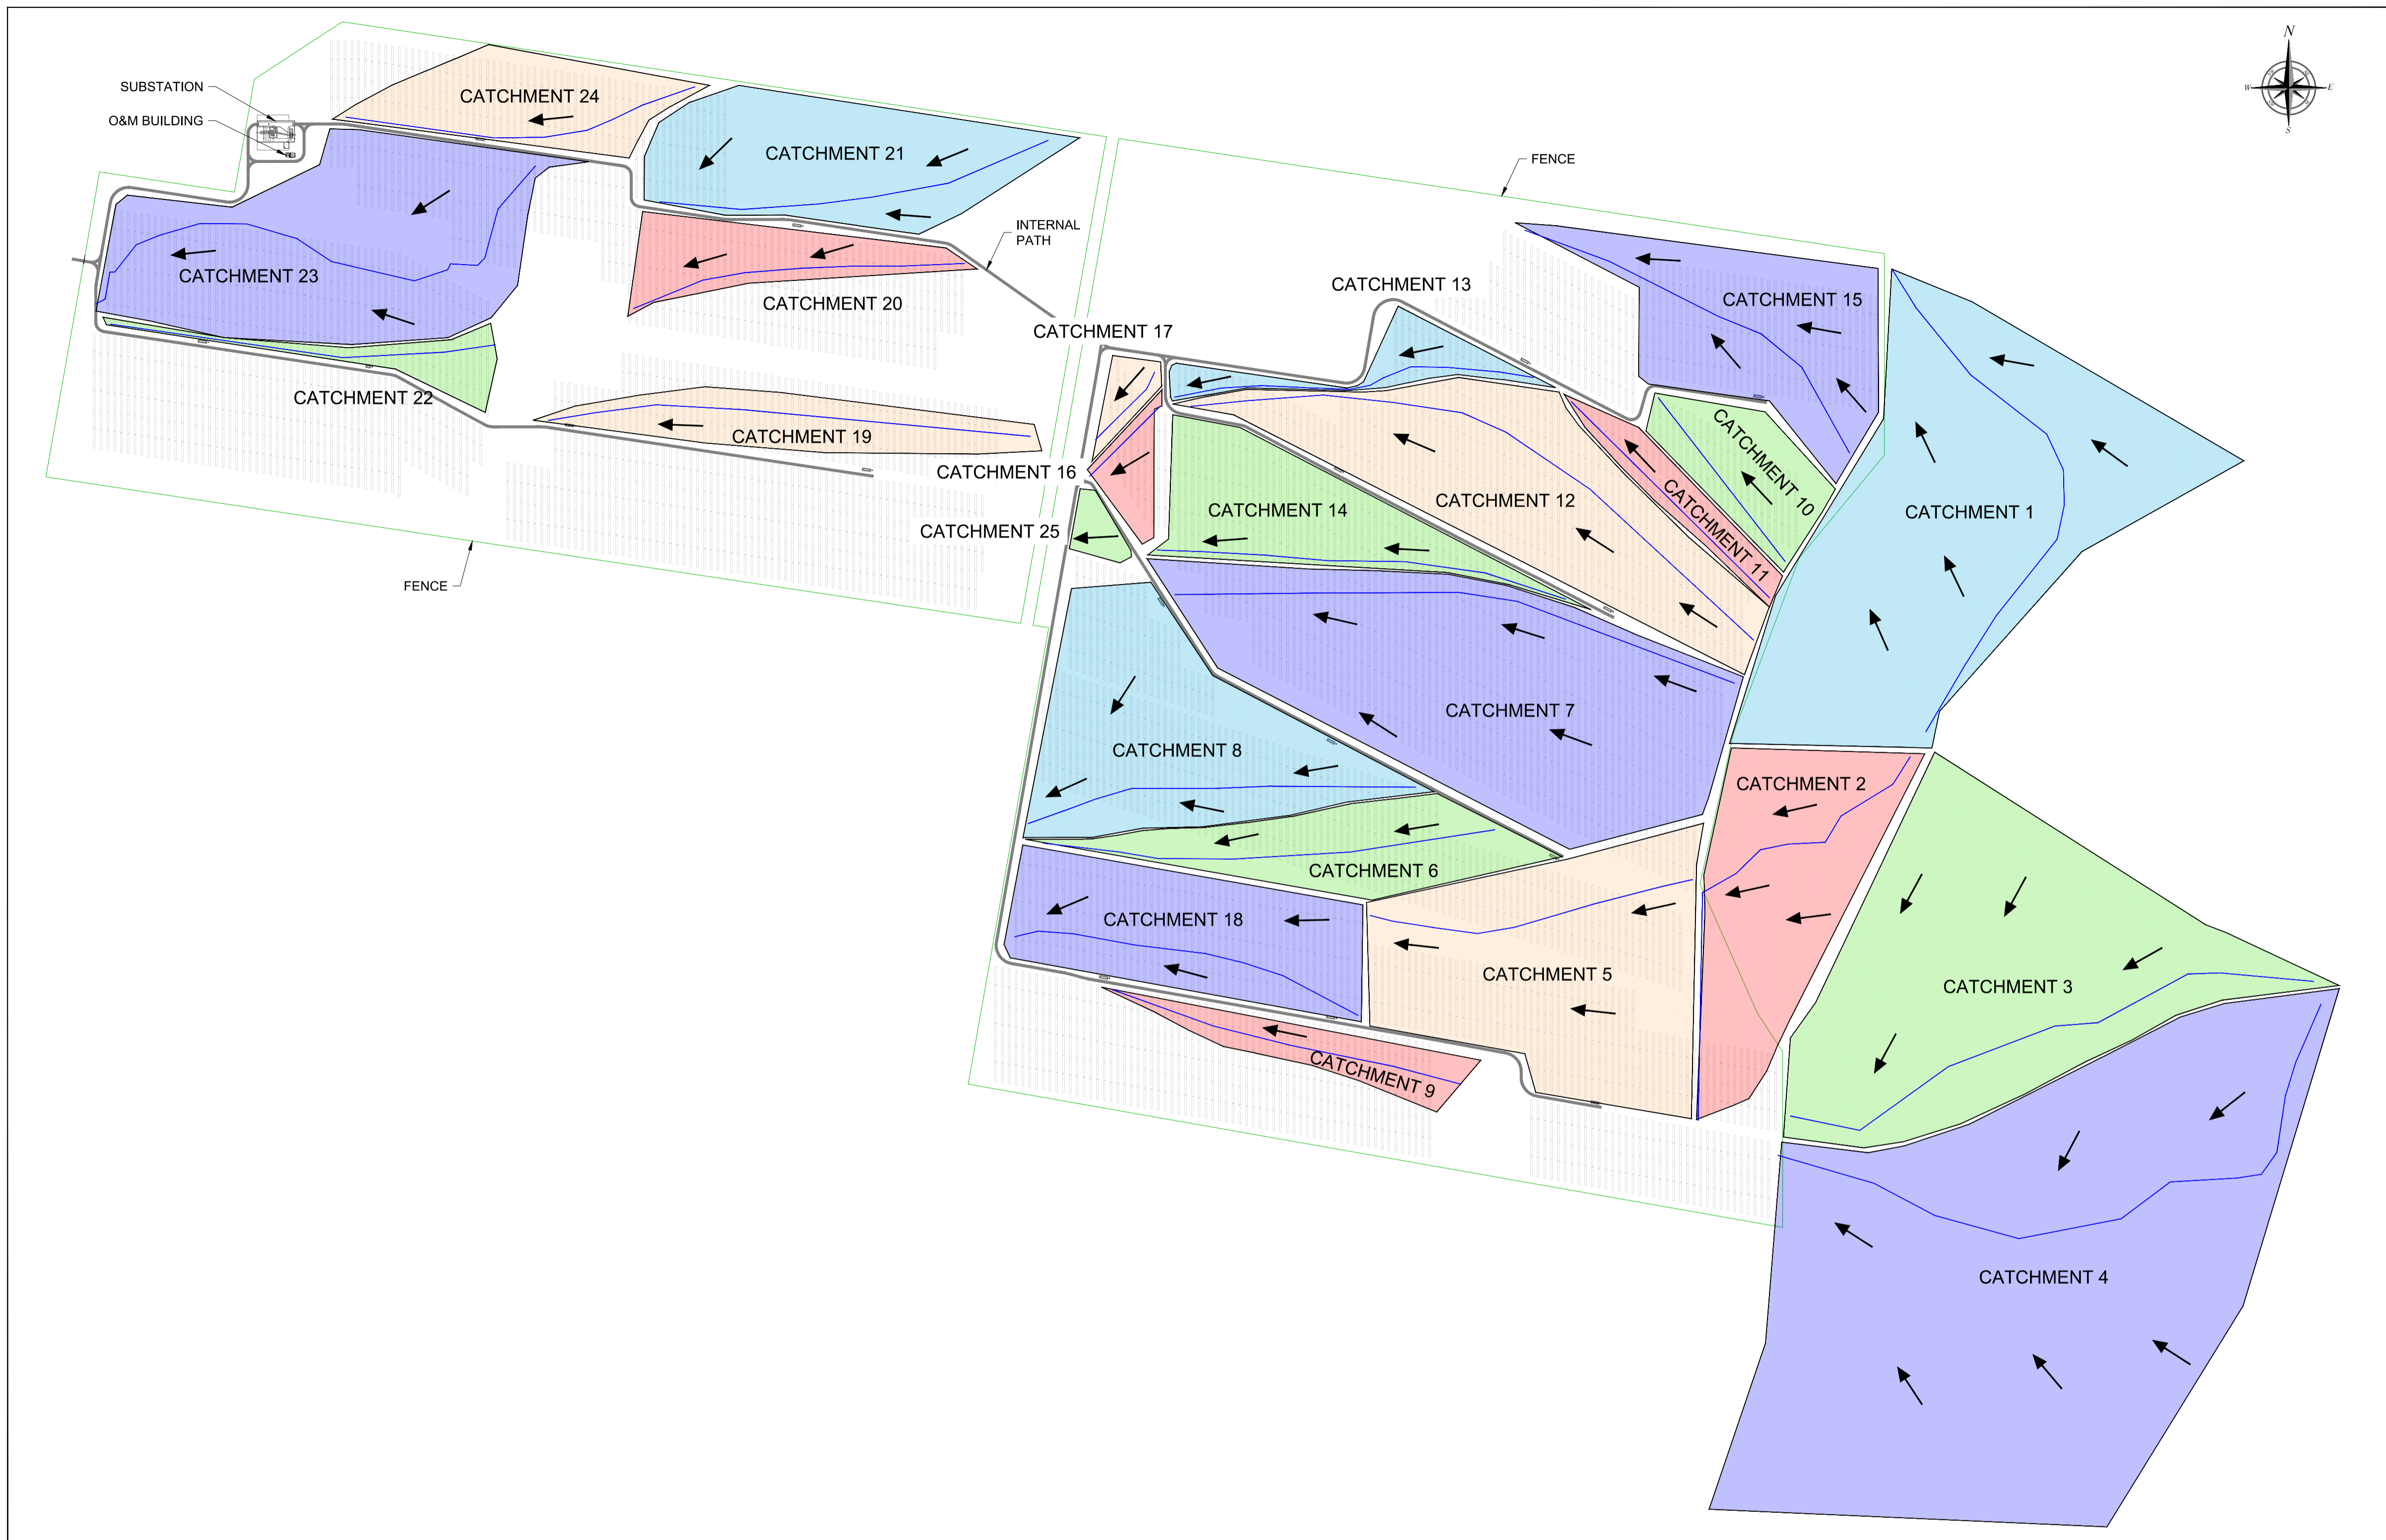 N
W
E
S
SUBSTATION
O&M BUILDING
CATCHMENT 24
CATCHMENT 21
FENCE
INTERNAL
PATH
CATCHMENT 23
CATCHMENT 20
CATCHMENT 13
CATCHMENT 15
CATCHMENT 17
CATCHMENT 22
CATCHMENT 19
CATCHMENT 16
CATCHMENT 10
CATCHMENT 12
CATCHMENT 14
CATCHMENT 11
CATCHMENT 1
CATCHMENT 25
FENCE
CATCHMENT 7
CATCHMENT 8
CATCHMENT 2
CATCHMENT 6
CATCHMENT 18
CATCHMENT 5
CATCHMENT 3
CATCHMENT 9
CATCHMENT 4